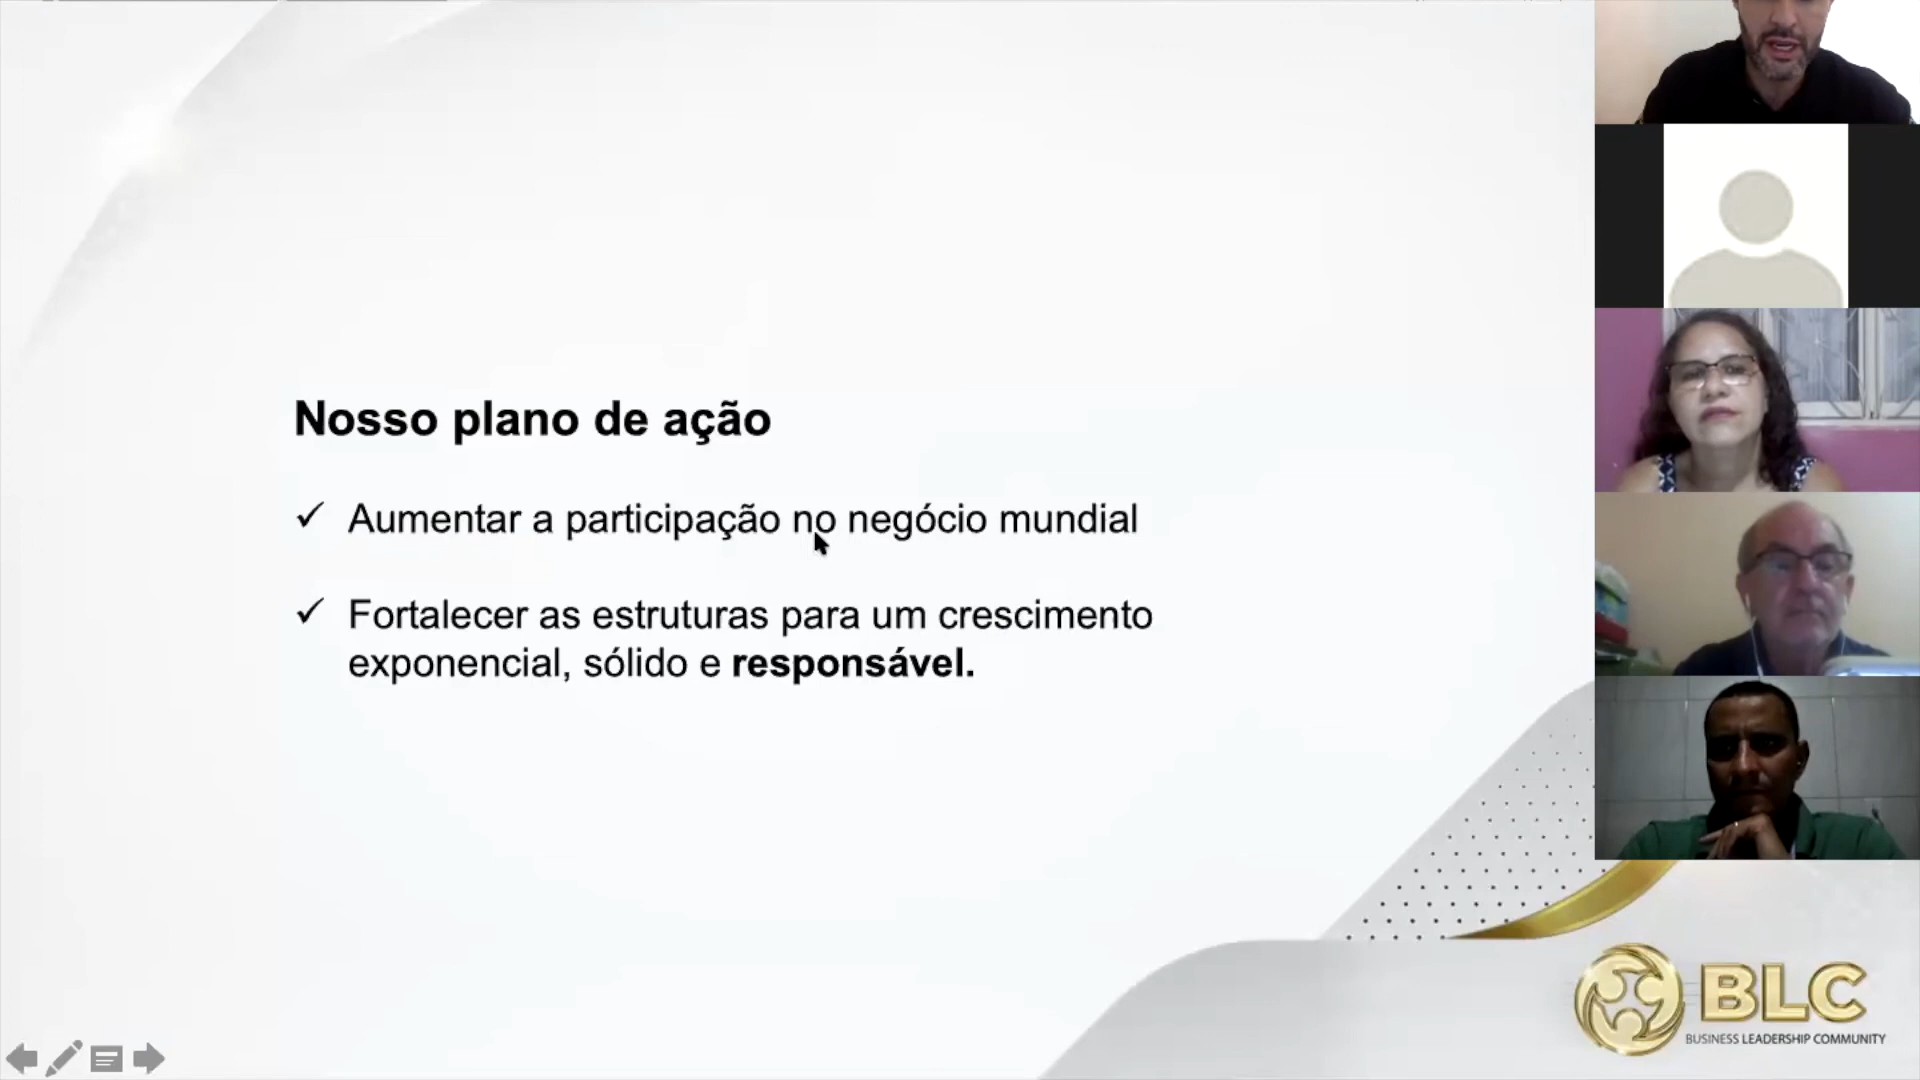 Nosso plano de ação
✓ Aumentar a participação no negócio mundial
✓ Fortalecer as estruturas para um crescimento
exponencial, sólido e responsável.
BLC
BUSINESS LEADERSHIP COMMUNITY